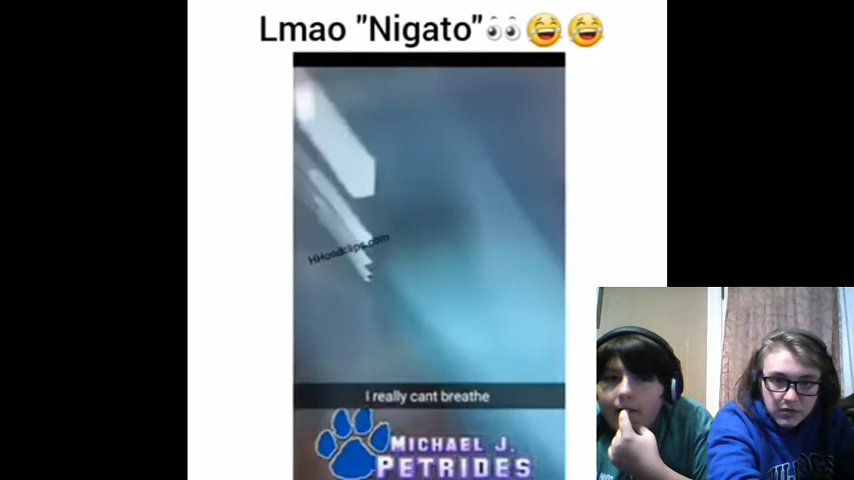 Lmao "Nigato"👀😂😂
HHoodclips.com
I really cant breathe
MICHAEL J.
PETRIDES